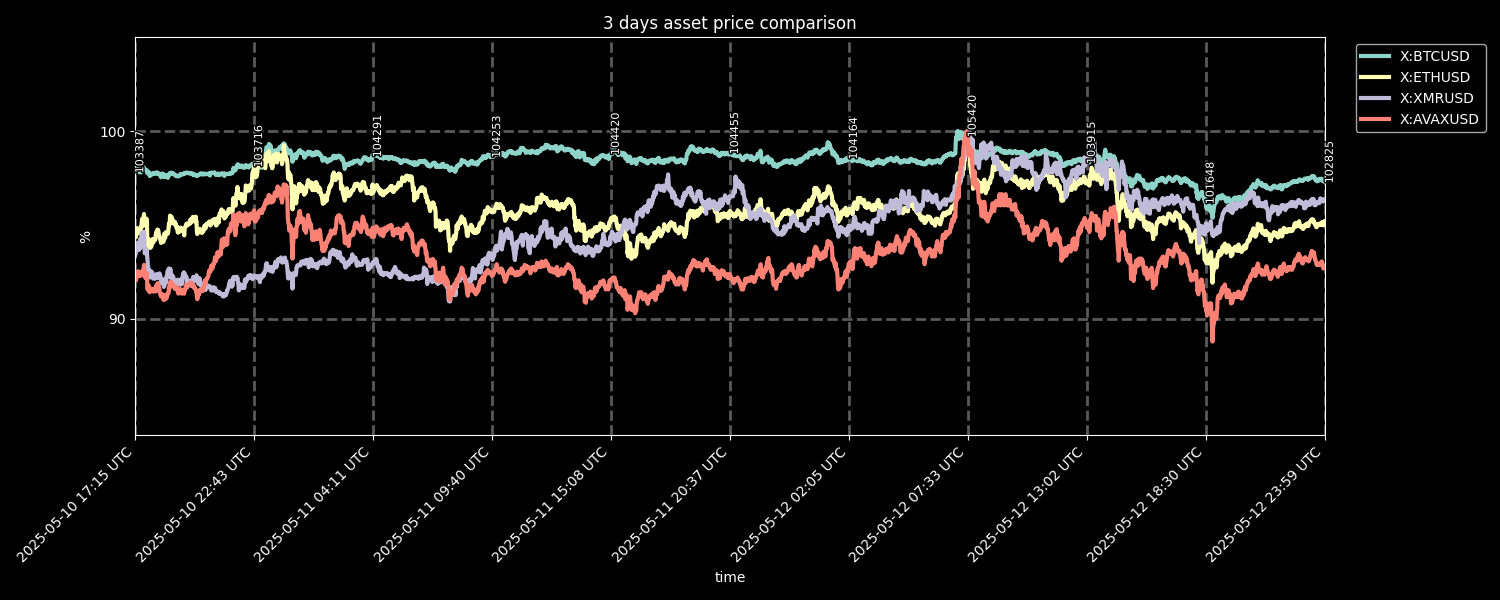 3 days asset price comparison
X:BTCUSD
X:ETHUSD
X:XMRUSD
X:AVAXUSD
100
90
%
103387
103716
104291
104253
104420
104455
104164
105420
103915
101648
102825
2025-05-10 17:15 UTC
2025-05-10 22:43 UTC
2025-05-11 04:11 UTC
2025-05-11 09:40 UTC
2025-05-11 15:08 UTC
2025-05-11 20:37 UTC
2025-05-12 02:05 UTC
2025-05-12 07:33 UTC
2025-05-12 13:02 UTC
2025-05-12 18:30 UTC
2025-05-12 23:59 UTC
time